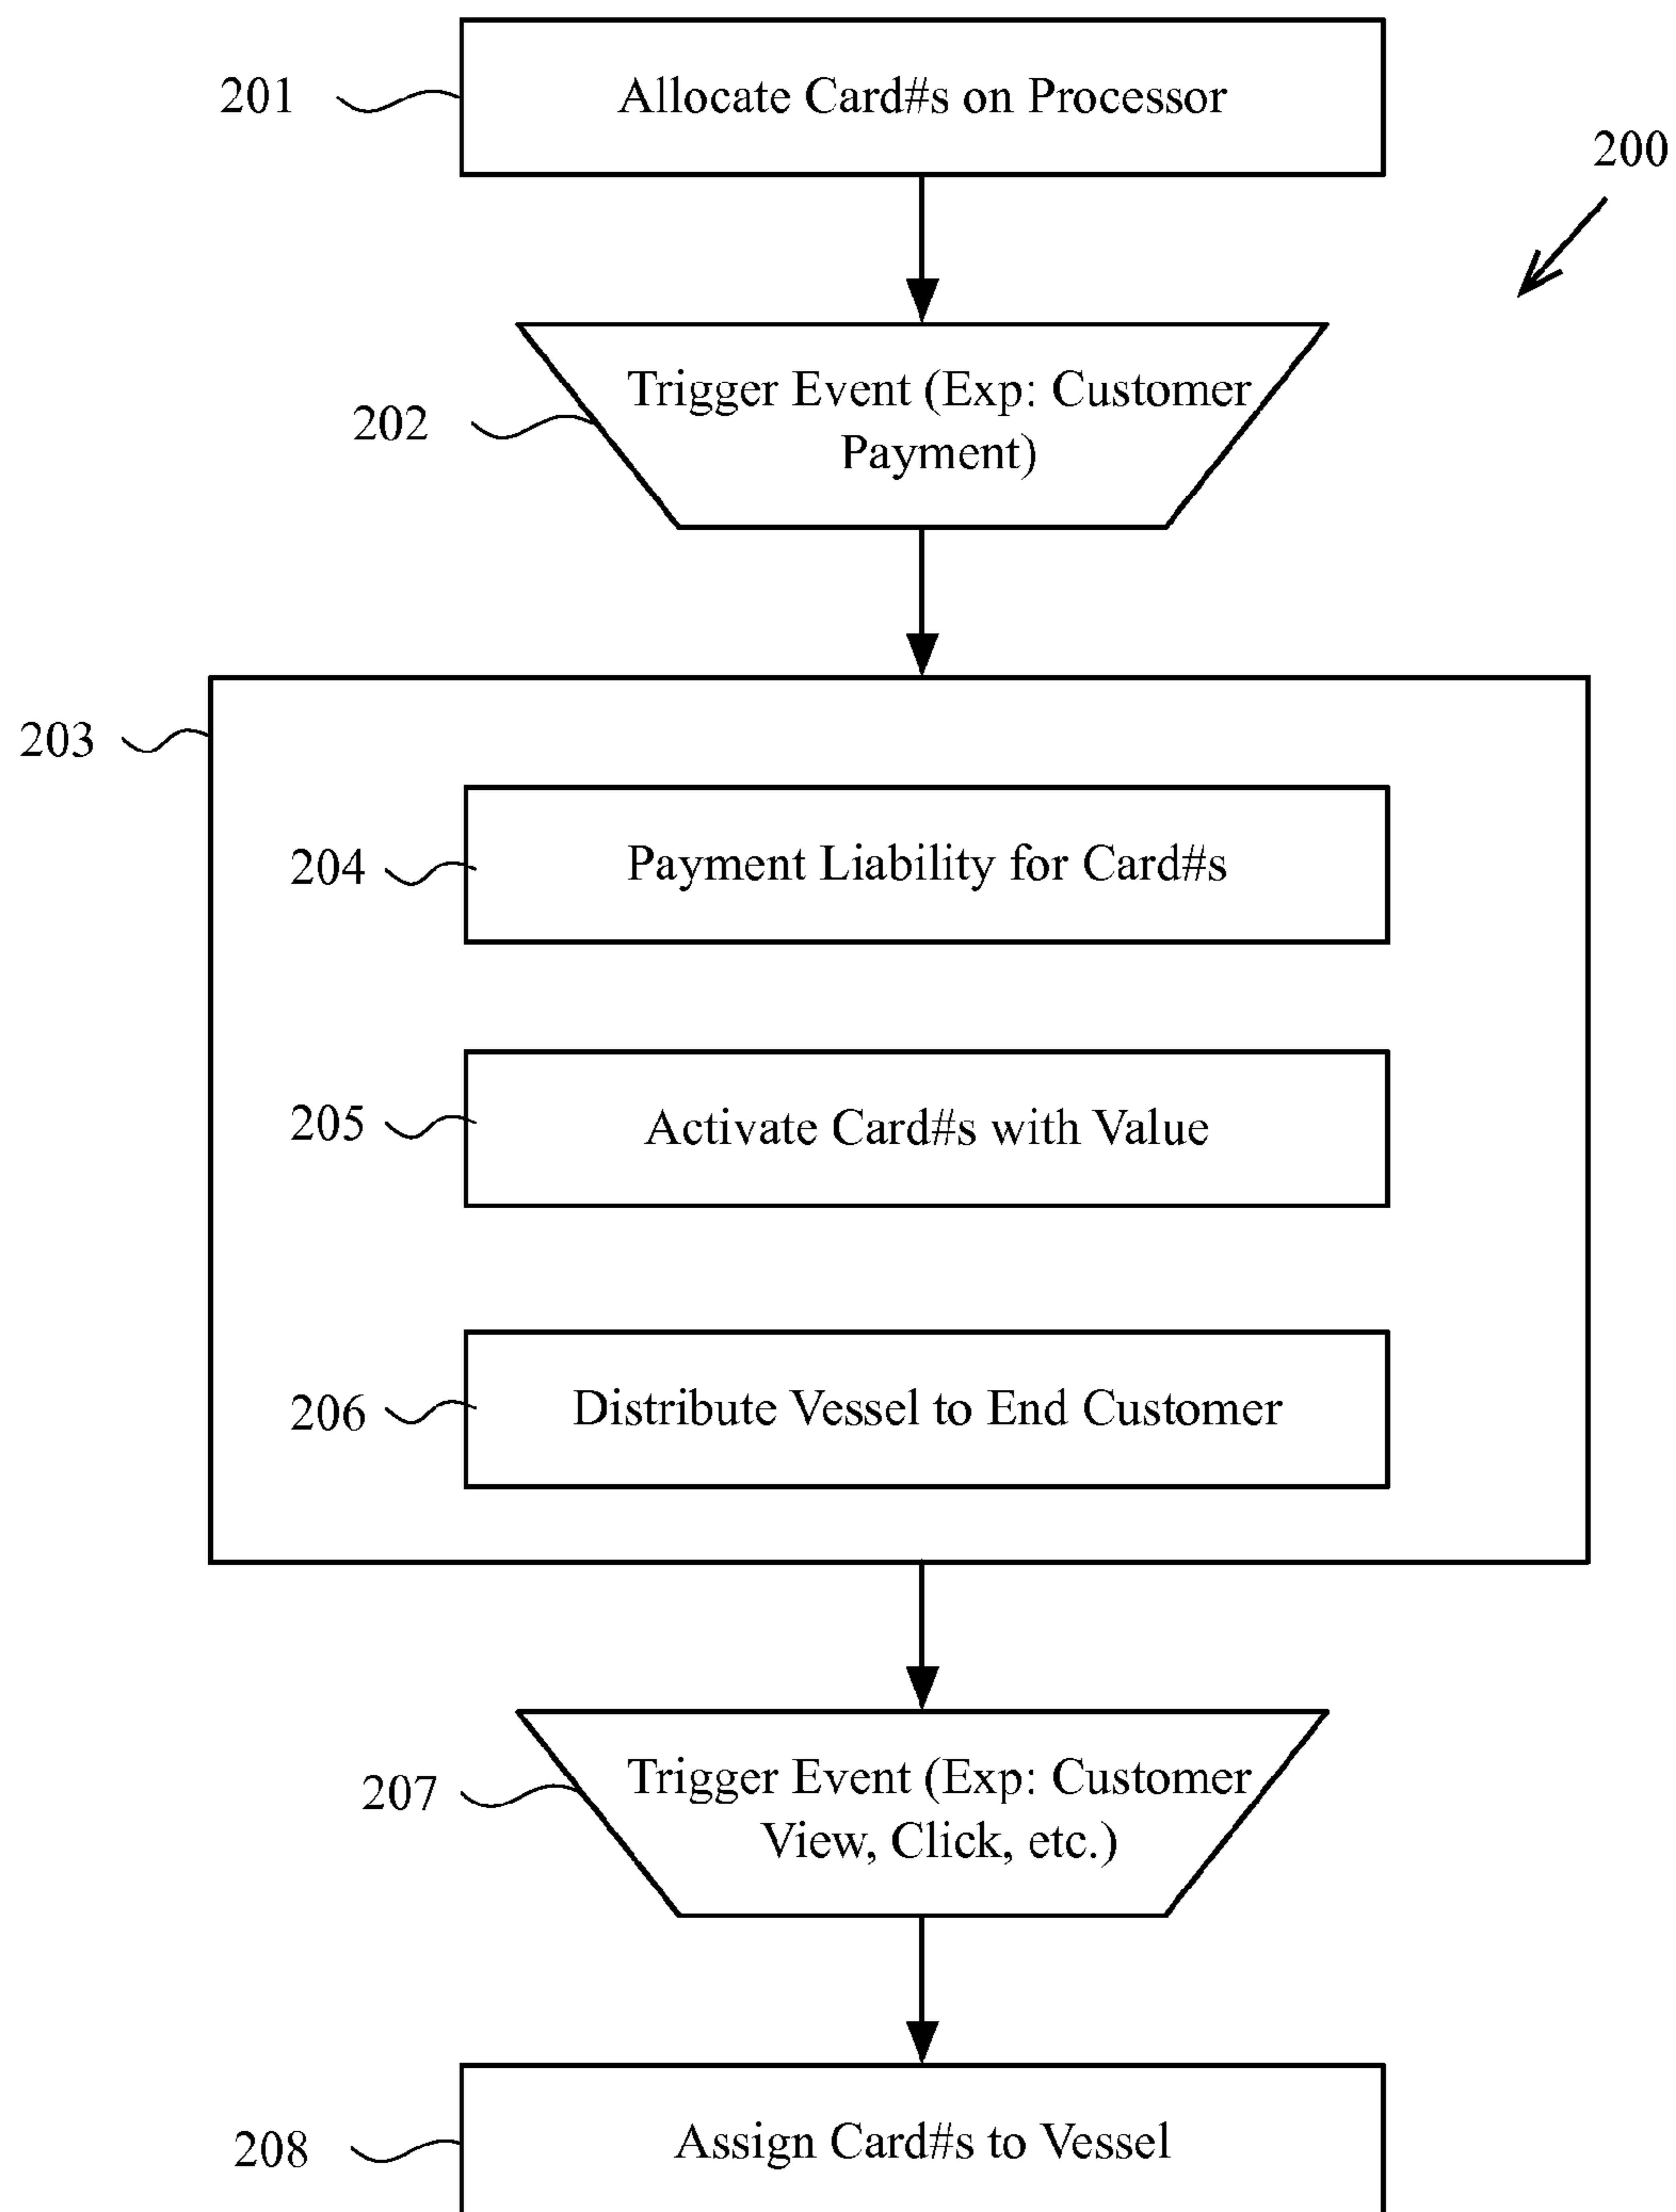 201
Allocate Card#s on Processor
200
202
Trigger Event (Exp: Customer
Payment)
203
204
Payment Liability for Card#s
205
Activate Card#s with Value
206
Distribute Vessel to End Customer
207
Trigger Event (Exp: Customer
View, Click, etc.)
208
Assign Card#s to Vessel